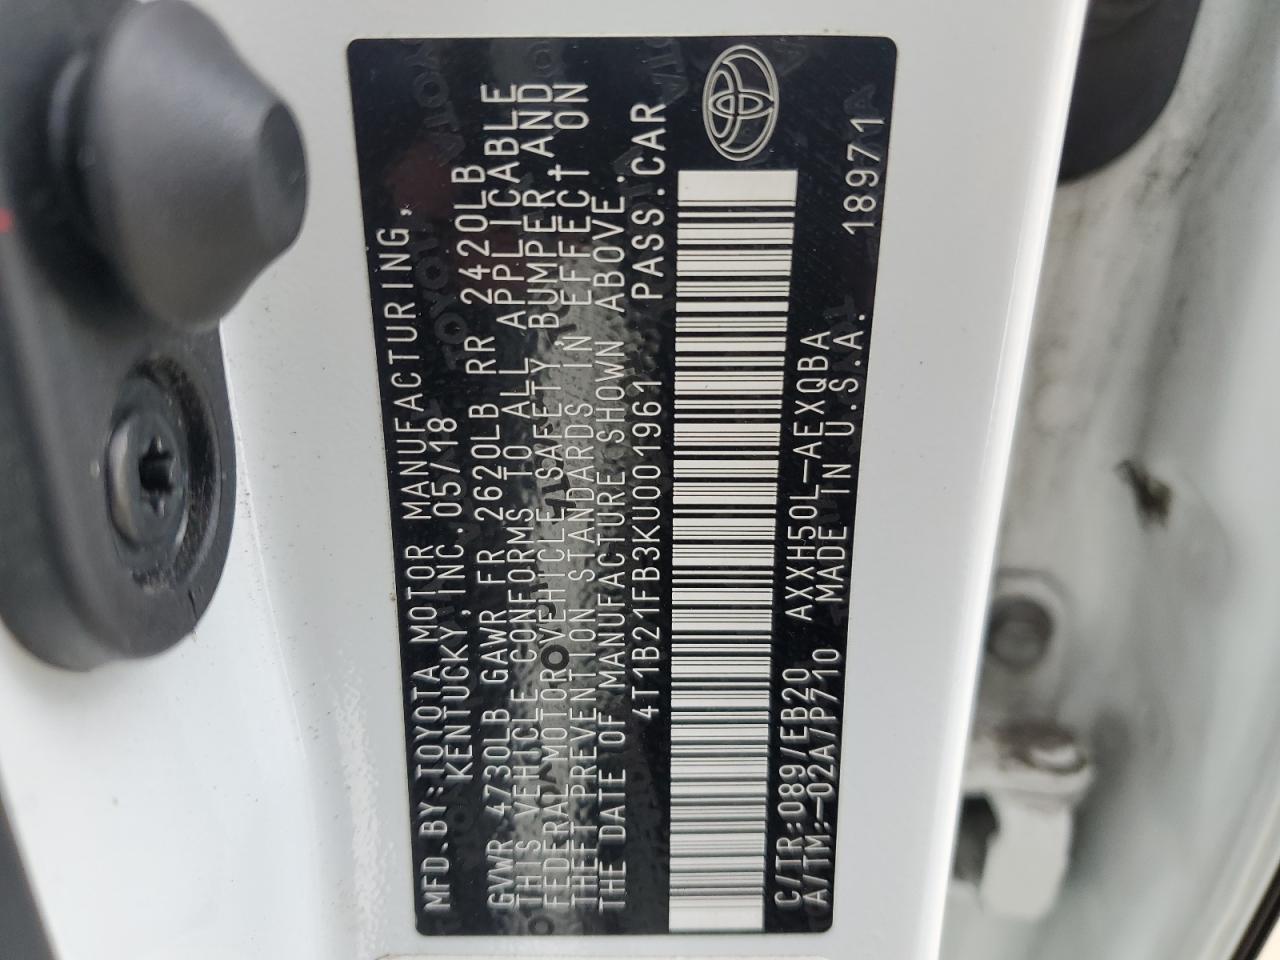 MFD.BY:TOYOTA MOTOR MANUFACTURING,
KENTUCKY,INC.05/18
GVWR 4730LB GAWR FR 2620LB RR 2420LB
THIS VEHICLE CONFORMS TO ALL APPLICABLE
FEDERAL MOTOR VEHICLE SAFETY, BUMPER, AND
THEFT PREVENTION STANDARDS IN EFFECT ON
THE DATE OF MANUFACTURE SHOWN ABOVE.
4T1B21FB3KU001961 PASS.CAR
C/TR:089/EB20 AXXH50L-AEXQBA 18971
A/TM:-02A/P710 MADE IN U.S.A.